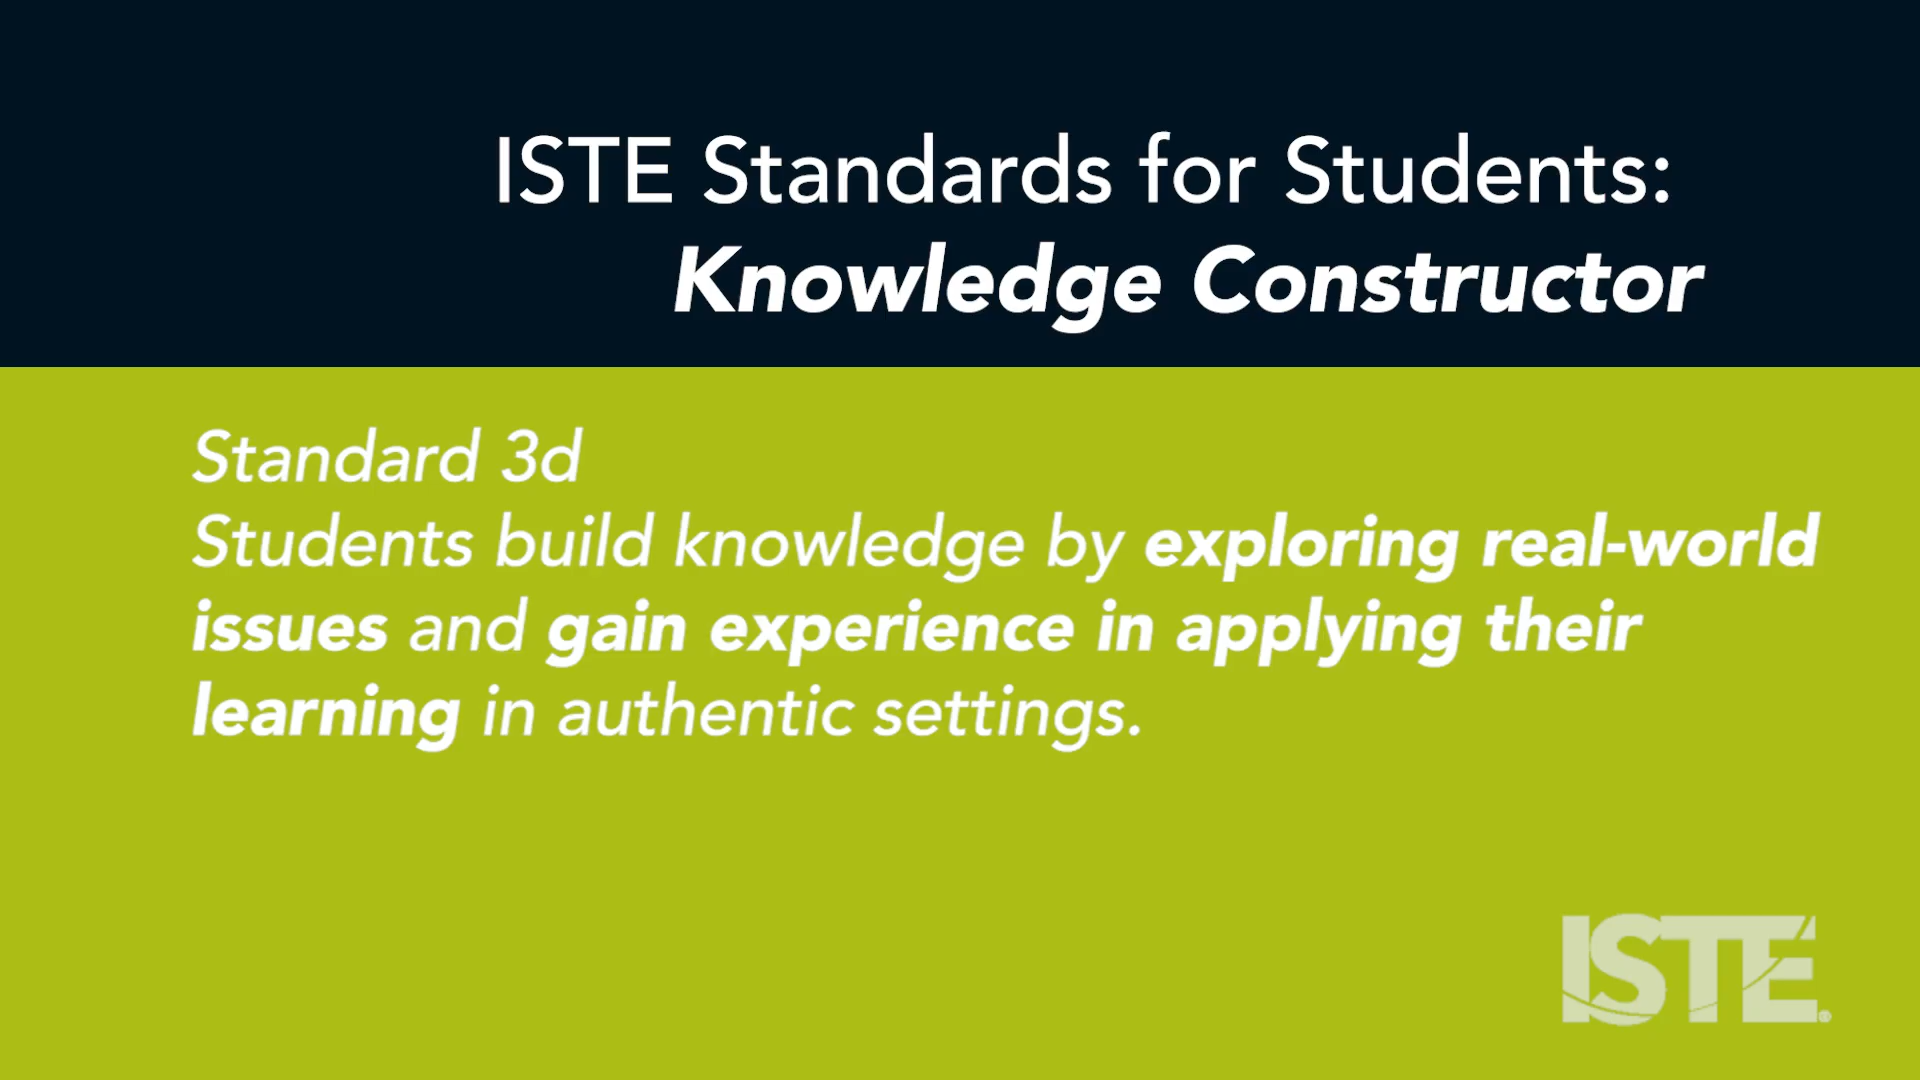 ISTE Standards for Students:
Knowledge Constructor
Standard 3d
Students build knowledge by exploring real-world
issues and gain experience in applying their
learning in authentic settings.
ISTE®